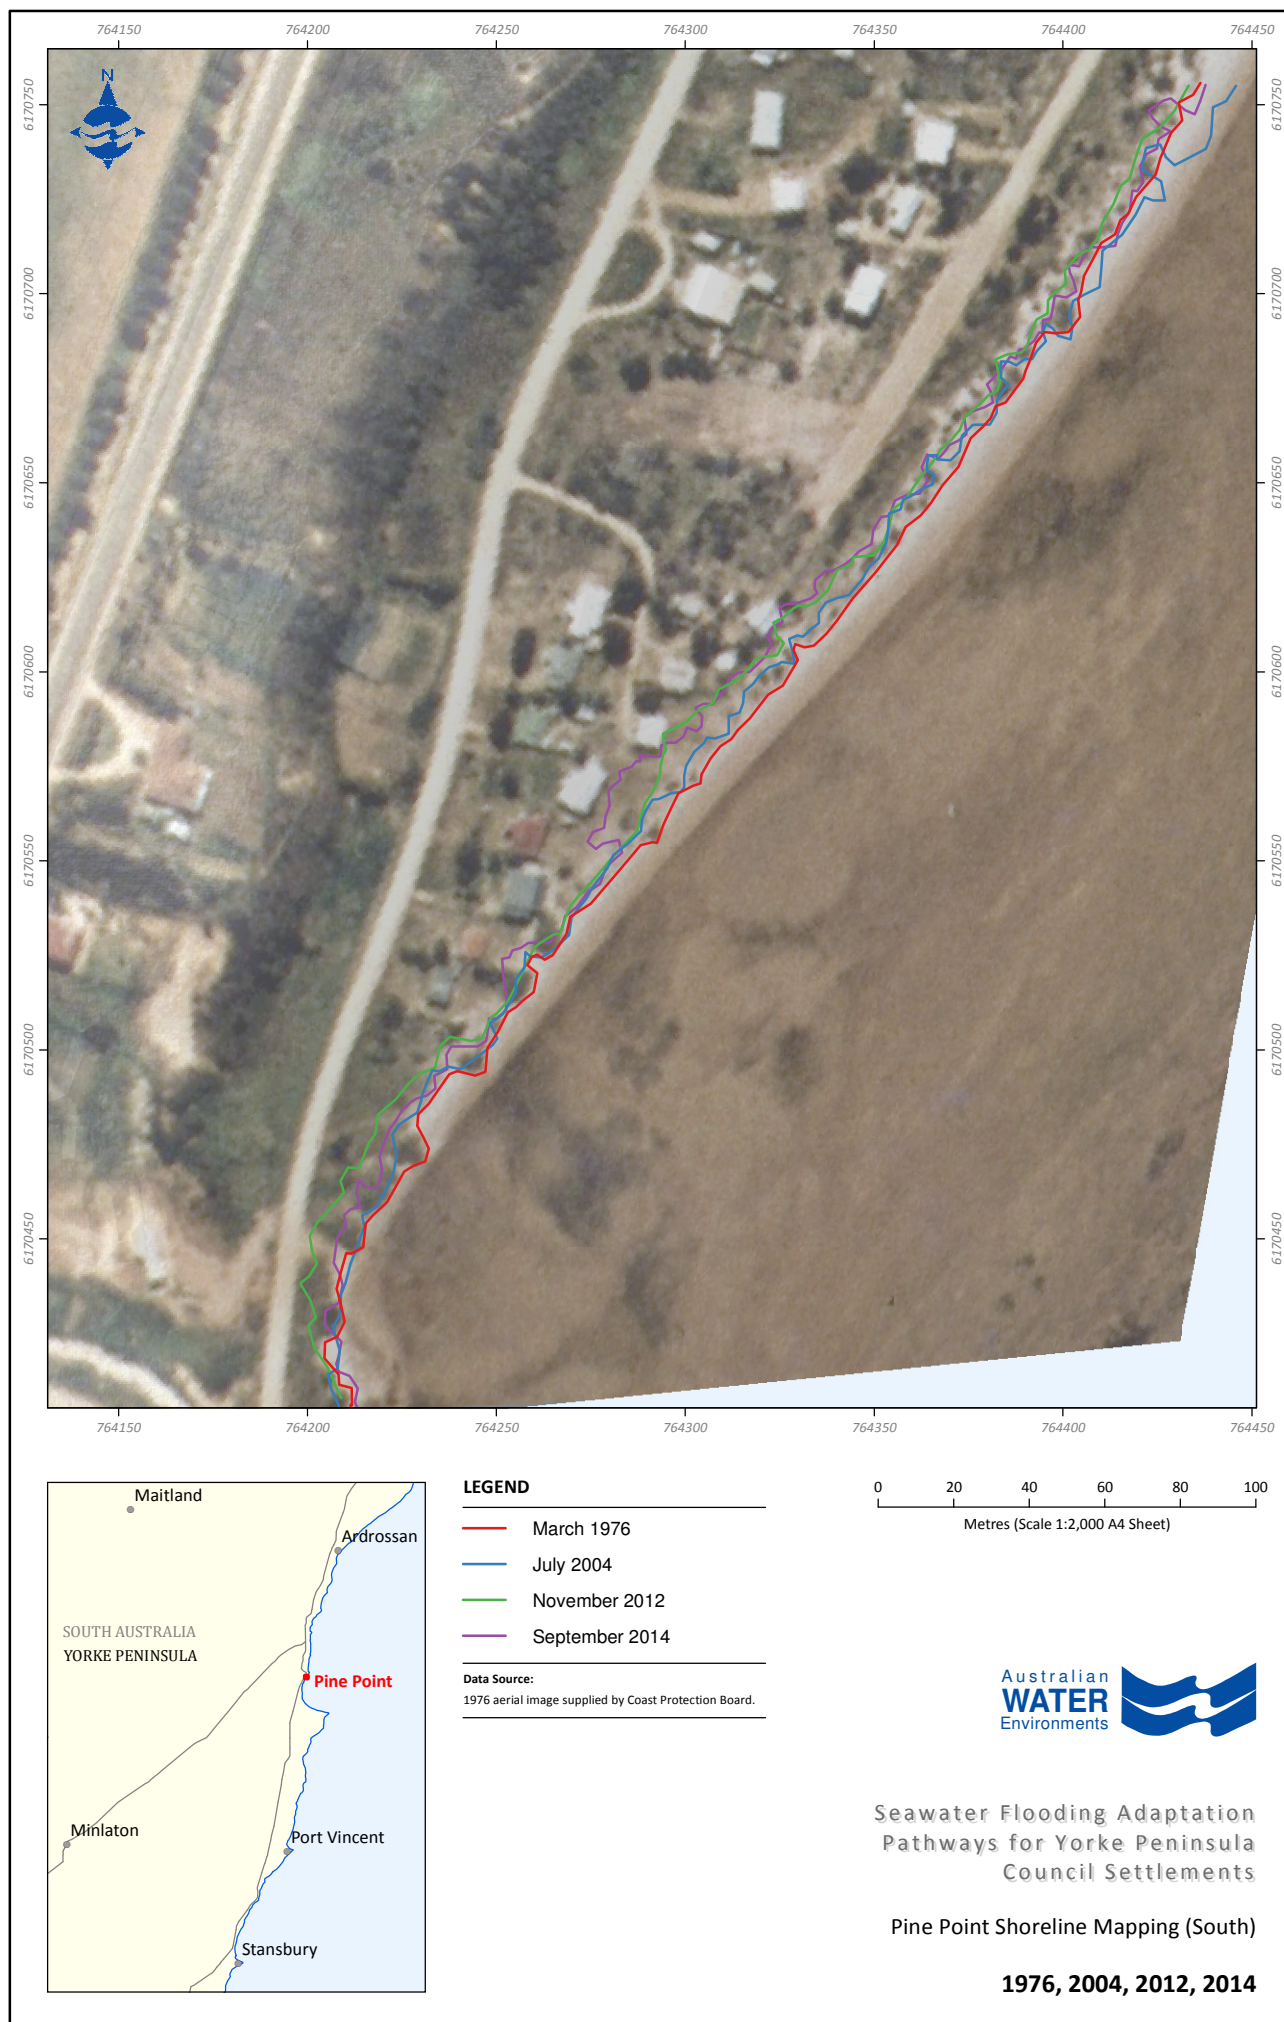 764150 764200 764250 764300 764350 764400 764450
N
6170750 6170750
6170700 6170700
6170650 6170650
6170600 6170600
6170550 6170550
6170500 6170500
6170450 6170450
764150 764200 764250 764300 764350 764400 764450
Maitland
Ardrossan
SOUTH AUSTRALIA
YORKE PENINSULA
Pine Point
Minlaton
Port Vincent
Stansbury
LEGEND
March 1976
July 2004
November 2012
September 2014
Data Source:
1976 aerial image supplied by Coast Protection Board.
0 20 40 60 80 100
Metres (Scale 1:2,000 A4 Sheet)
Australian
WATER
Environments
Seawater Flooding Adaptation
Pathways for Yorke Peninsula
Council Settlements
Pine Point Shoreline Mapping (South)
1976, 2004, 2012, 2014